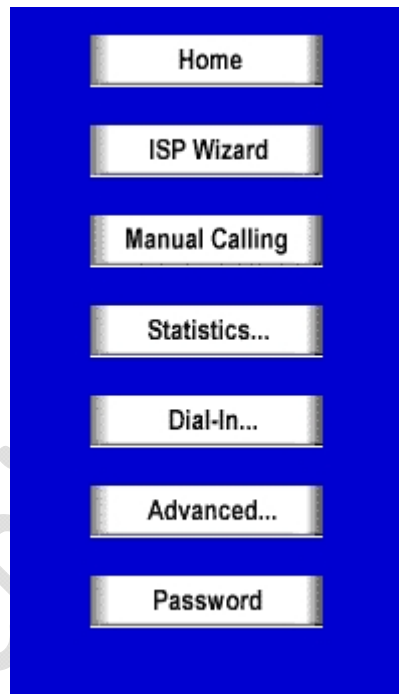 Home
ISP Wizard
Manual Calling
Statistics...
Dial-In...
Advanced...
Password